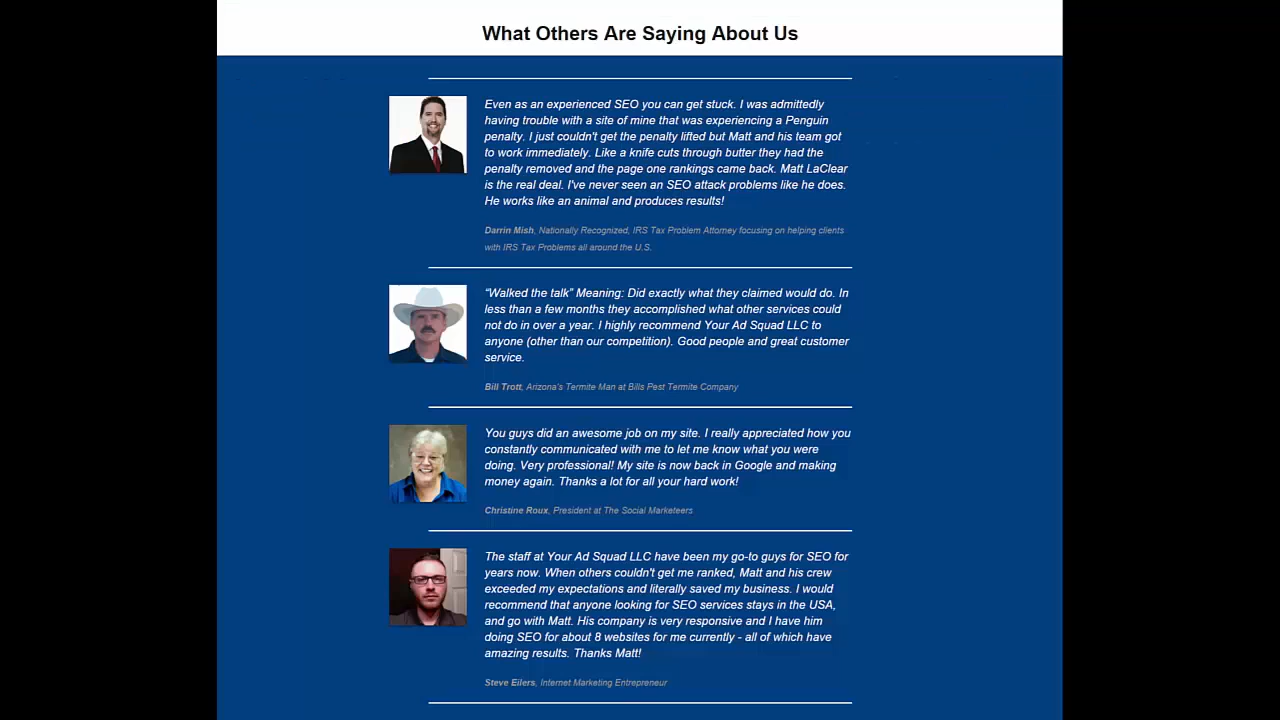 What Others Are Saying About Us
Even as an experienced SEO you can get stuck. I was admittedly
having trouble with a site of mine that was experiencing a Penguin
penalty. I just couldn't get the penalty lifted but Matt and his team got
to work immediately. Like a knife cuts through butter they had the
penalty removed and the page one rankings came back. Matt LaClear
is the real deal. I've never seen an SEO attack problems like he does.
He works like an animal and produces results!
Darrin Mish, Nationally Recognized, IRS Tax Problem Attorney focusing on helping clients
with IRS Tax Problems all around the U.S.
“Walked the talk” Meaning: Did exactly what they claimed would do. In
less than a few months they accomplished what other services could
not do in over a year. I highly recommend Your Ad Squad LLC to
anyone (other than our competition). Good people and great customer
service.
Bill Trott, Arizona's Termite Man at Bills Pest Termite Company
You guys did an awesome job on my site. I really appreciated how you
constantly communicated with me to let me know what you were
doing. Very professional! My site is now back in Google and making
money again. Thanks a lot for all your hard work!
Christine Roux, President at The Social Marketeers
The staff at Your Ad Squad LLC have been my go-to guys for SEO for
years now. When others couldn't get me ranked, Matt and his crew
exceeded my expectations and literally saved my business. I would
recommend that anyone looking for SEO services stays in the USA,
and go with Matt. His company is very responsive and I have him
doing SEO for about 8 websites for me currently - all of which have
amazing results. Thanks Matt!
Steve Eilers, Internet Marketing Entrepreneur